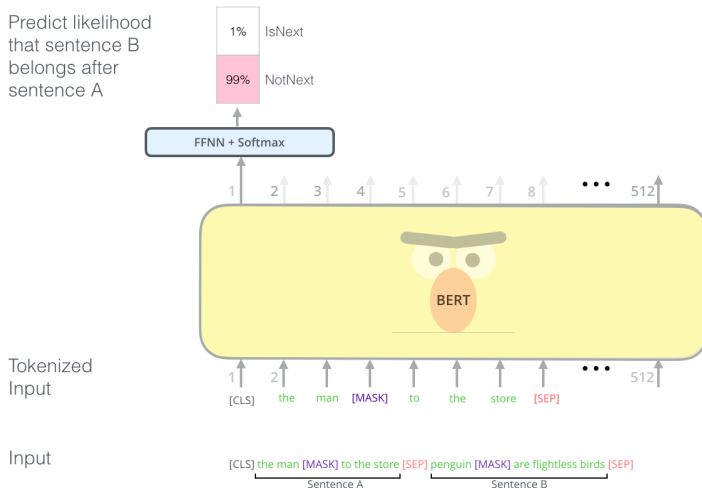 Predict likelihood
that sentence B
belongs after
sentence A
1% IsNext
99% NotNext
FFNN + Softmax
1 2 3 4 5 6 7 8 ••• 512
BERT
Tokenized
Input
1 2 ••• 512
[CLS] the man [MASK] to the store [SEP]
Input
[CLS] the man [MASK] to the store [SEP] penguin [MASK] are flightless birds [SEP]
Sentence A Sentence B